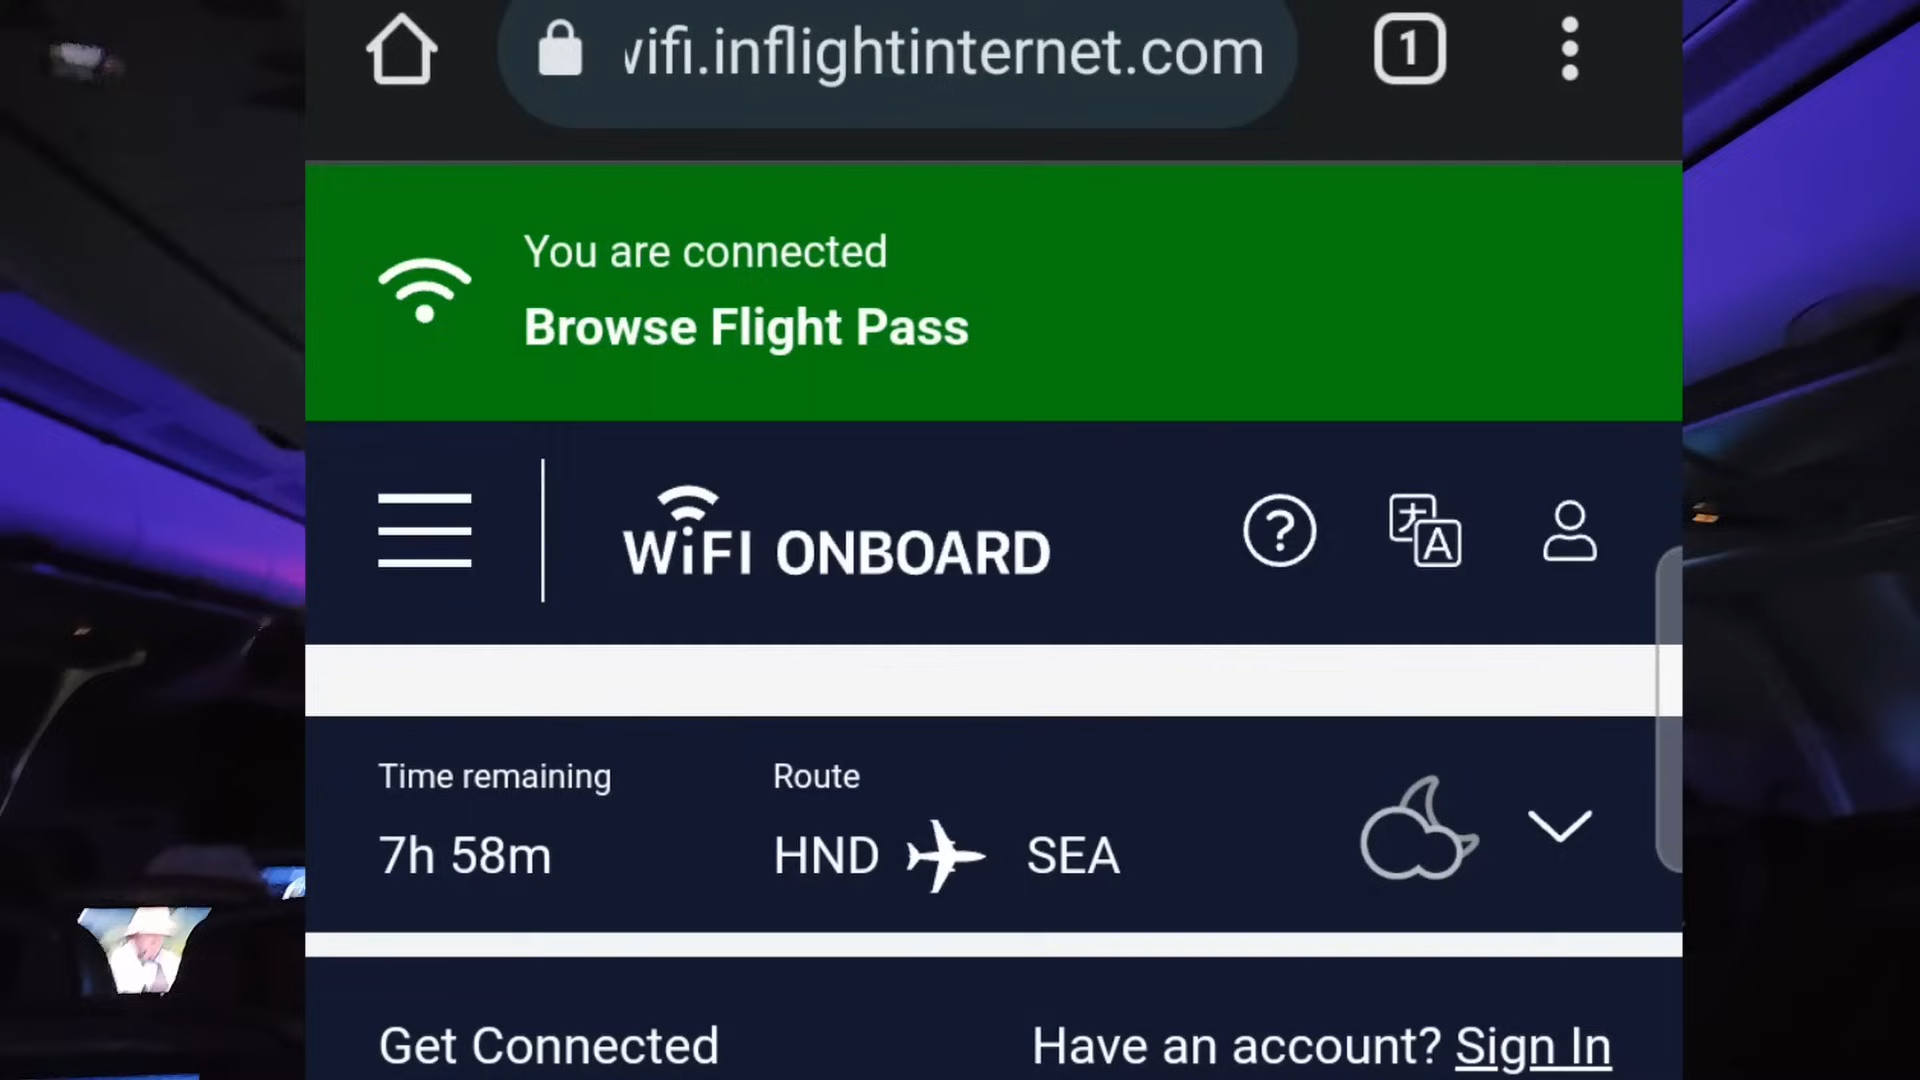 wifi.inflightinternet.com
1
You are connected
Browse Flight Pass
WiFI ONBOARD
Time remaining
Route
7h 58m
HND SEA
Get Connected
Have an account? Sign In